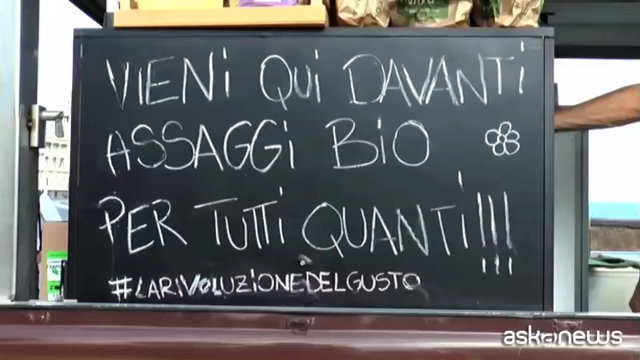 VIENI QUI DAVANTI
ASSAGGI BIO
PER TUTTI QUANTI!!!
#LARIVOLUZIONEDELGUSTO
askanews